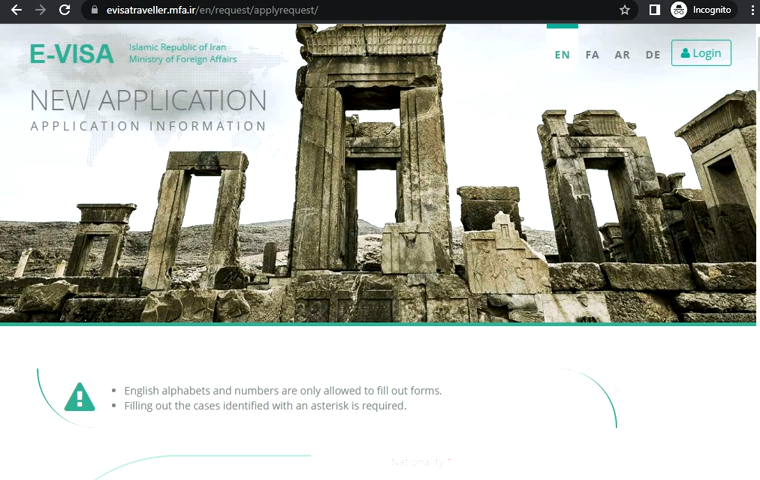 evisatraveller.mfa.ir/en/request/applyrequest/
Incognito
E-VISA
Islamic Republic of Iran
Ministry of Foreign Affairs
EN FA AR DE Login
NEW APPLICATION
APPLICATION INFORMATION
English alphabets and numbers are only allowed to fill out forms.
Filling out the cases identified with an asterisk is required.
Nationality *